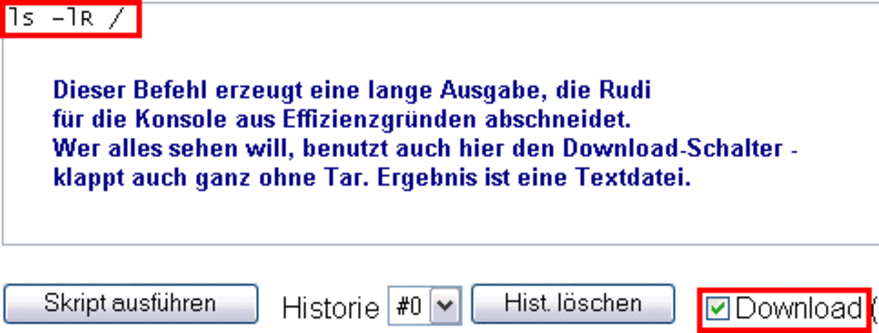 ls -lR /
Dieser Befehl erzeugt eine lange Ausgabe, die Rudi
für die Konsole aus Effizienzgründen abschneidet.
Wer alles sehen will, benutzt auch hier den Download-Schalter -
klappt auch ganz ohne Tar. Ergebnis ist eine Textdatei.
Skript ausführen Historie #0 Hist. löschen Download (